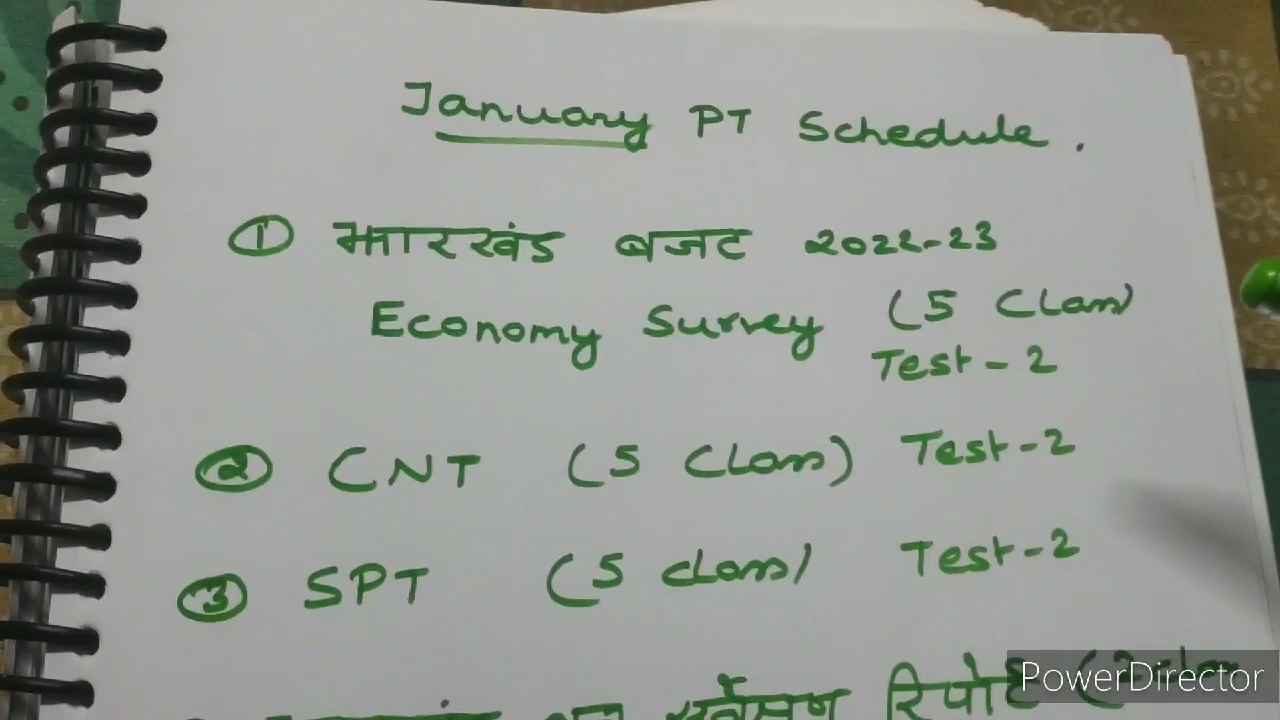 January PT Schedule.
① झारखंड बजट 2022-23
Economy Survey (5 Class)
Test-2
② CNT (5 Class) Test-2
③ SPT (5 class) Test-2
रिपोर्ट
PowerDirector